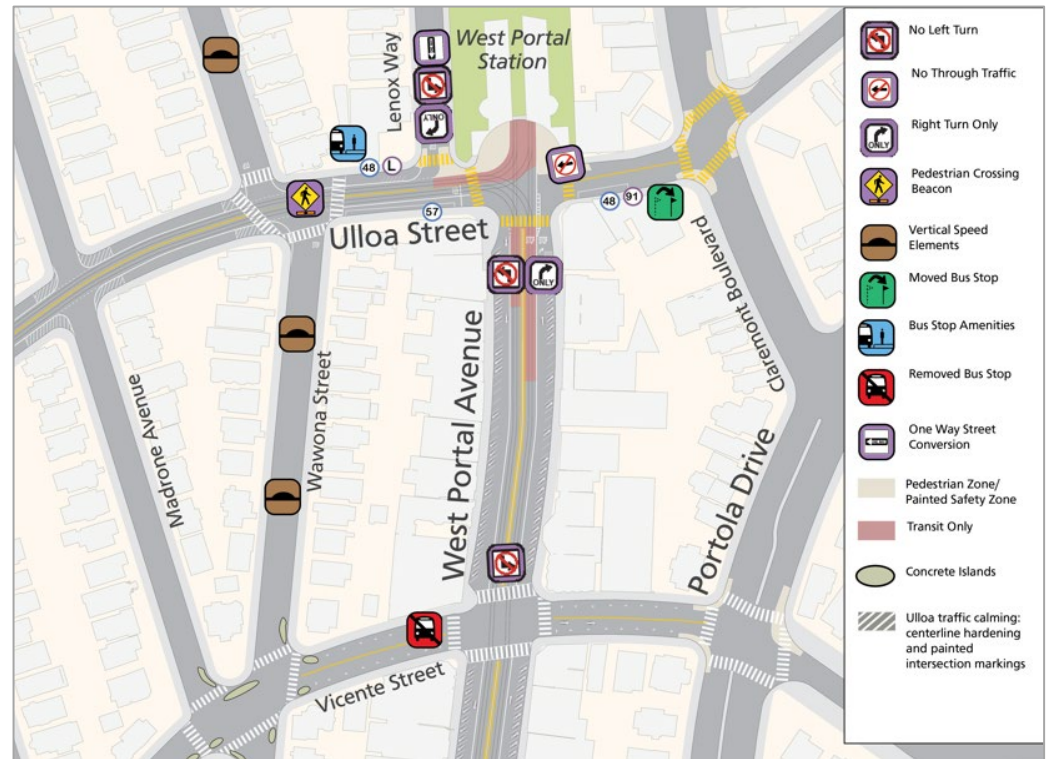 Lenox Way
West Portal
Station
ONLY
48
L
57
48
91
Ulloa Street
ONLY
West Portal Avenue
Claremont Boulevard
Madrone Avenue
Wawona Street
Portola Drive
Vicente Street
No Left Turn
No Through Traffic
ONLY
Right Turn Only
Pedestrian Crossing
Beacon
Vertical Speed
Elements
Moved Bus Stop
Bus Stop Amenities
Removed Bus Stop
One Way Street
Conversion
Pedestrian Zone/
Painted Safety Zone
Transit Only
Concrete Islands
Ulloa traffic calming:
centerline hardening
and painted
intersection markings